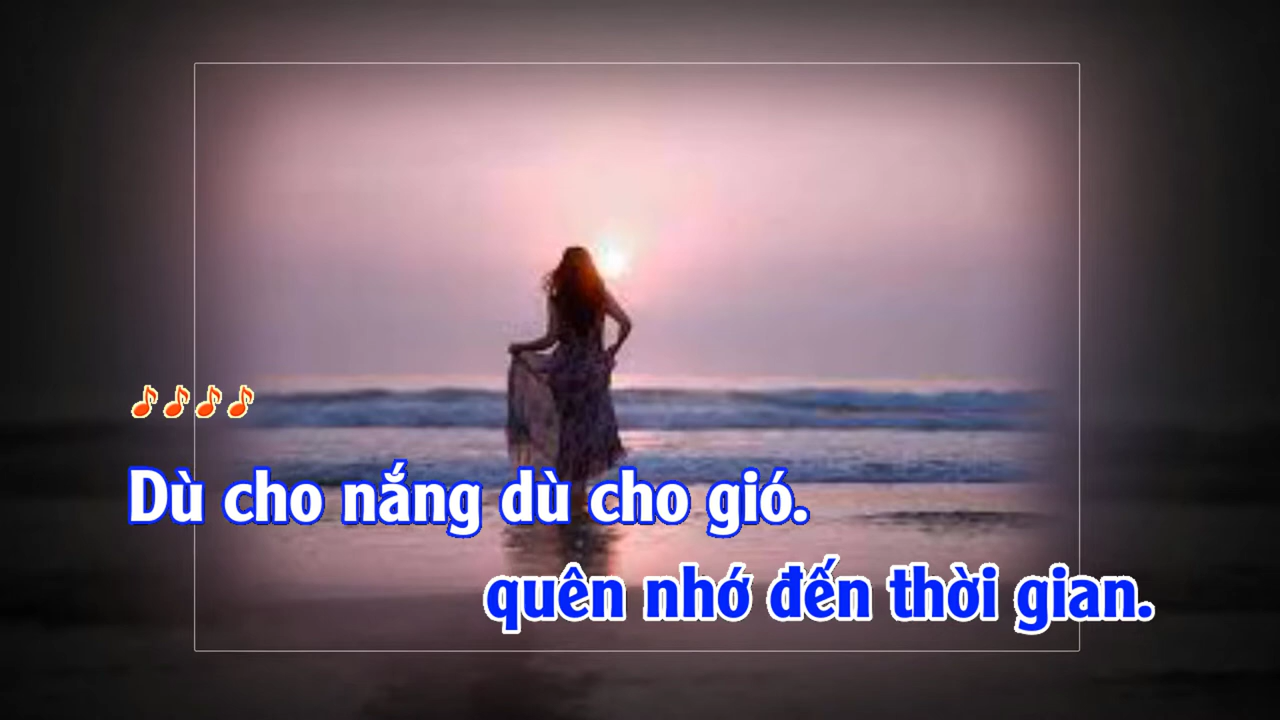 Dù cho nắng dù cho gió.
quên nhớ đến thời gian.